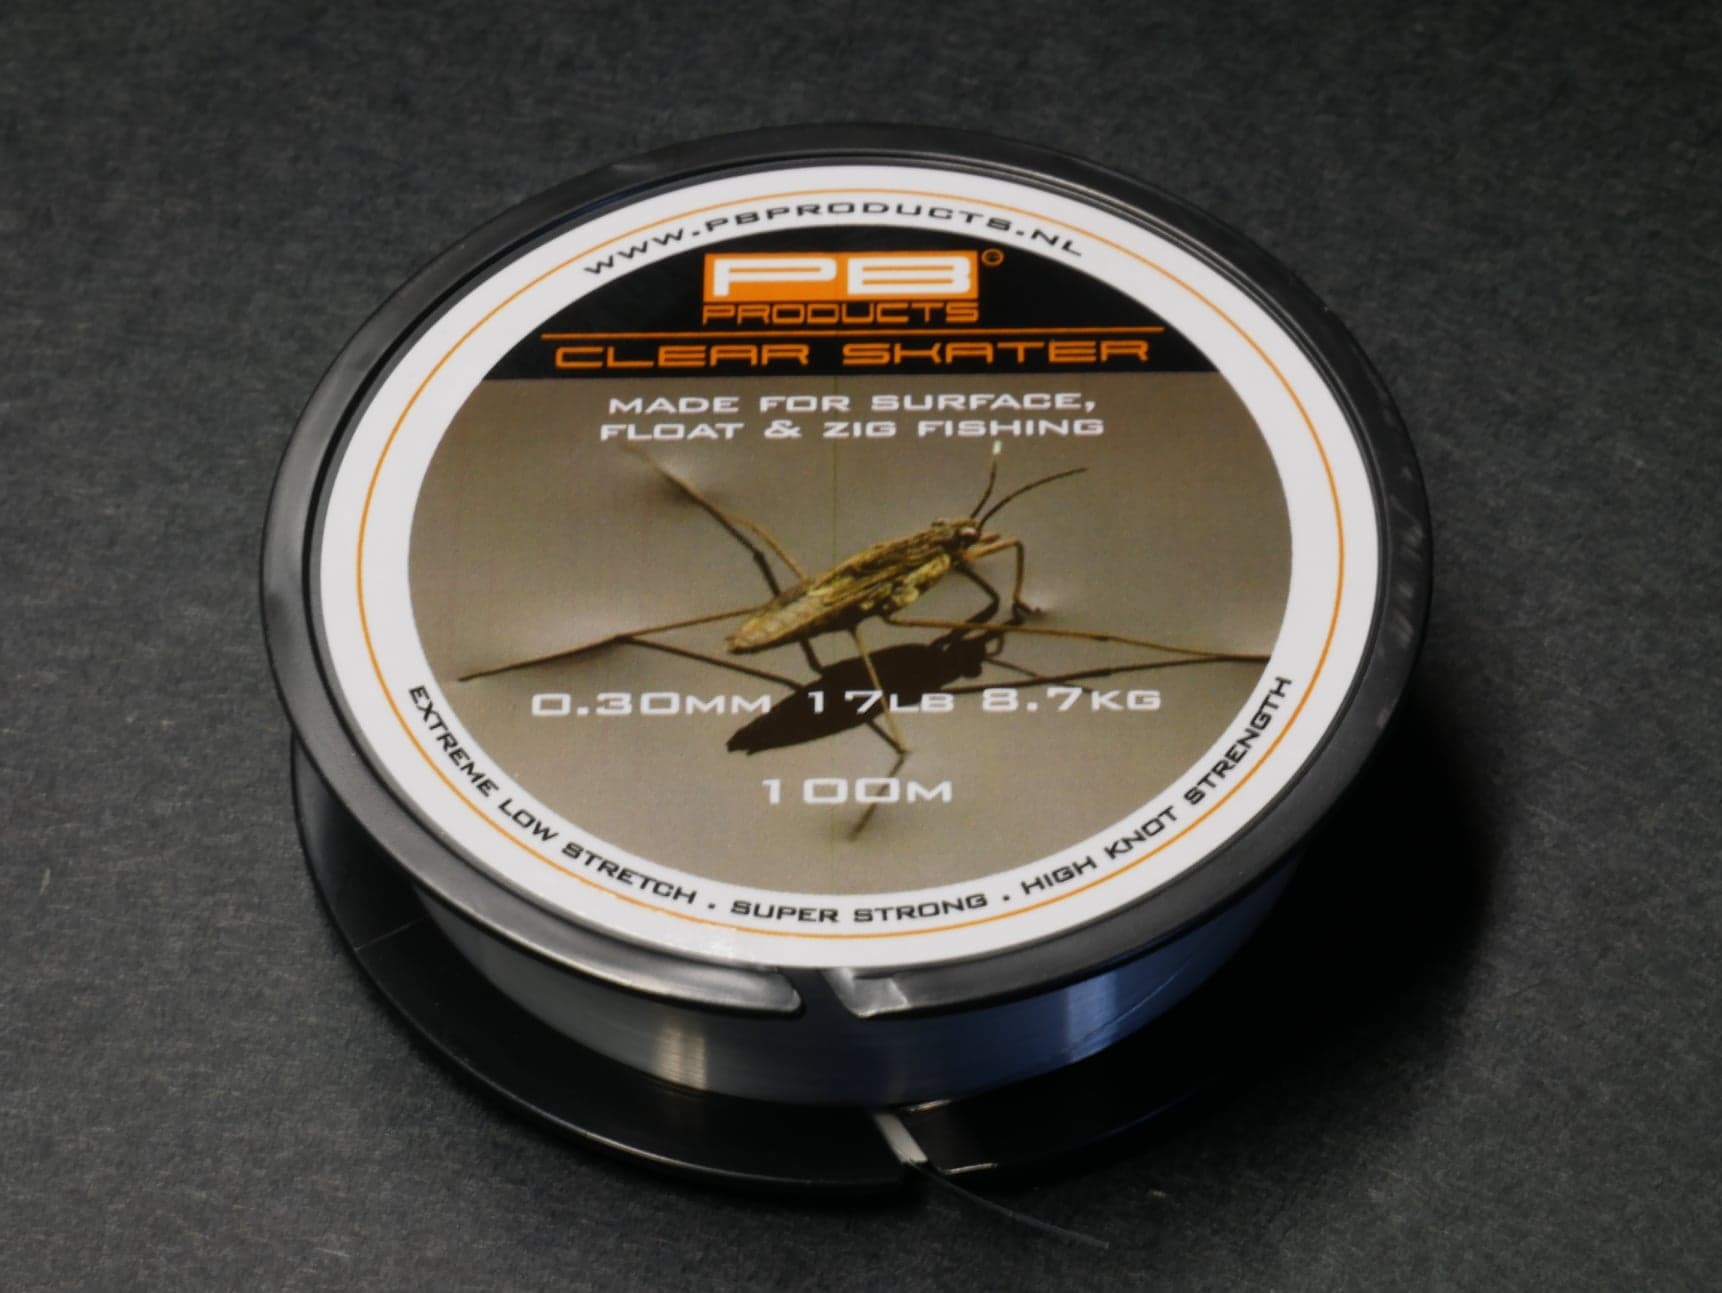 WWW.PBPRODUCTS.NL
PB
PRODUCTS
CLEAR SKATER
MADE FOR SURFACE,
FLOAT & ZIG FISHING
0.30MM 17LB 8.7KG
100M
EXTREME LOW STRETCH . SUPER STRONG . HIGH KNOT STRENGTH